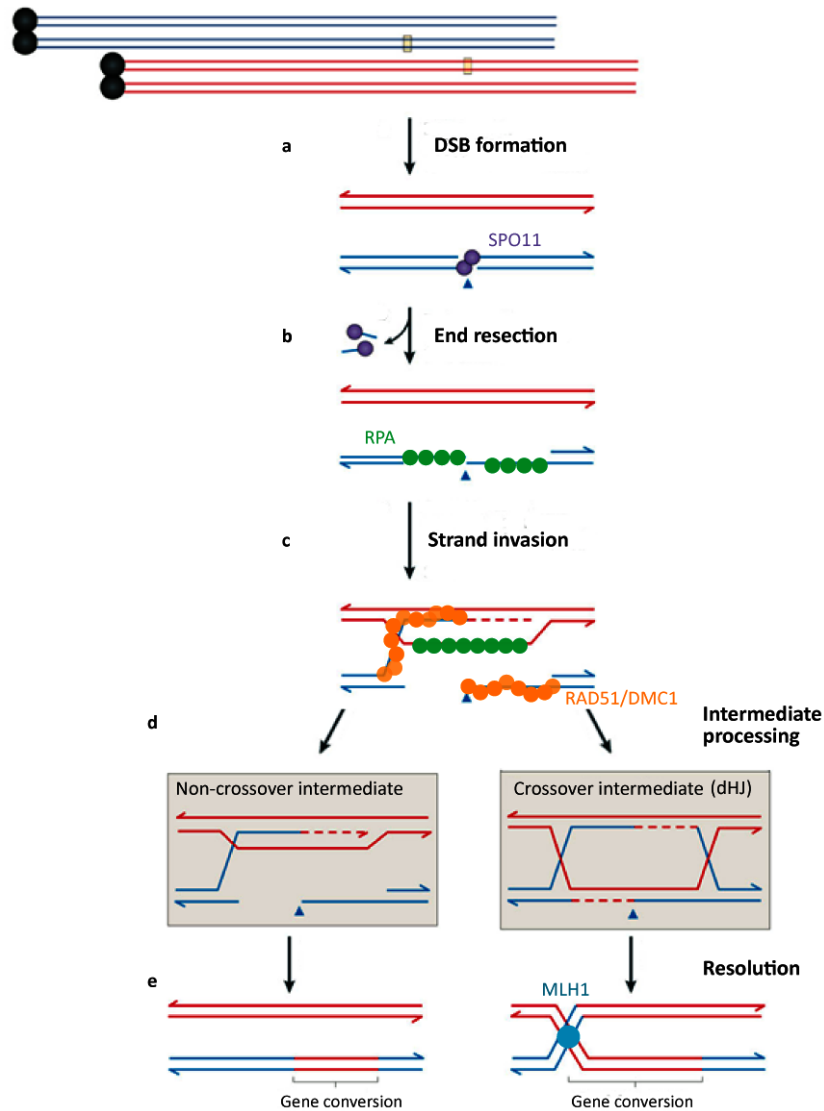 a
DSB formation
SPO11
b
End resection
RPA
c
Strand invasion
RAD51/DMC1
d
Intermediate
processing
Non-crossover intermediate
Crossover intermediate (dHJ)
e
Resolution
MLH1
Gene conversion
Gene conversion